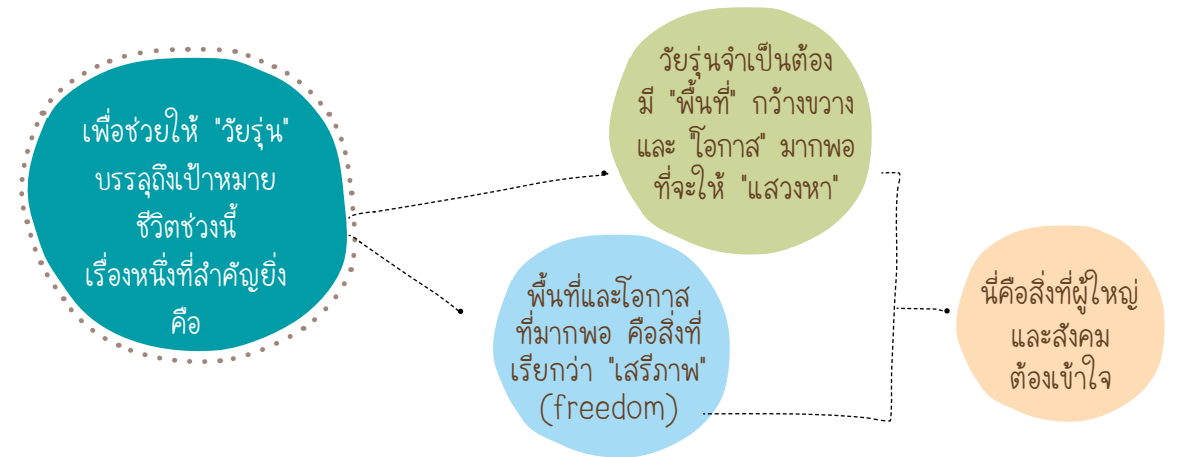 เพื่อช่วยให้ "วัยรุ่น"
บรรลุถึงเป้าหมาย
ชีวิตช่วงนี้
เรื่องหนึ่งที่สำคัญยิ่ง
คือ
วัยรุ่นจำเป็นต้อง
มี "พื้นที่" กว้างขวาง
และ "โอกาส" มากพอ
ที่จะให้ "แสวงหา"
พื้นที่และโอกาส
ที่มากพอ คือสิ่งที่
เรียกว่า "เสรีภาพ"
(freedom)
นี่คือสิ่งที่ผู้ใหญ่
และสังคม
ต้องเข้าใจ